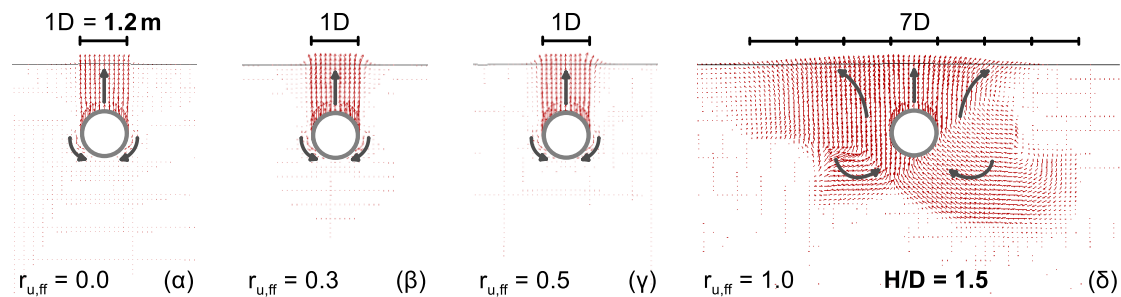 1D = 1.2 m
1D
1D
7D
r_u,ff = 0.0 (α)
r_u,ff = 0.3 (β)
r_u,ff = 0.5 (γ)
r_u,ff = 1.0 H/D = 1.5 (δ)